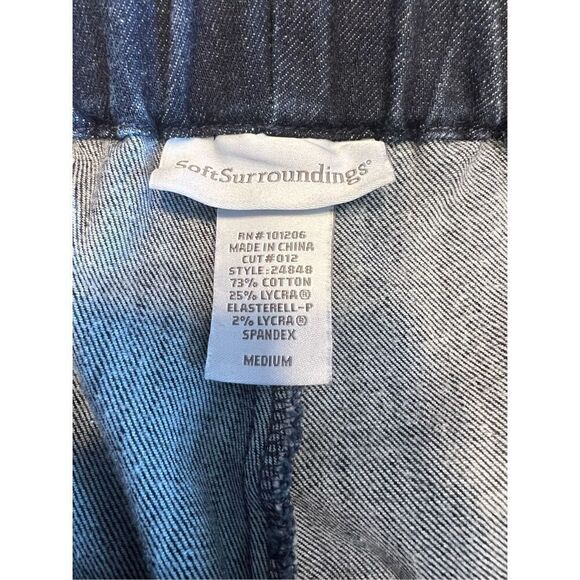 SoftSurroundings®
RN#101206
MADE IN CHINA
CUT#012
STYLE:24848
73% COTTON
25% LYCRA®
ELASTERELL-P
2% LYCRA®
SPANDEX
MEDIUM